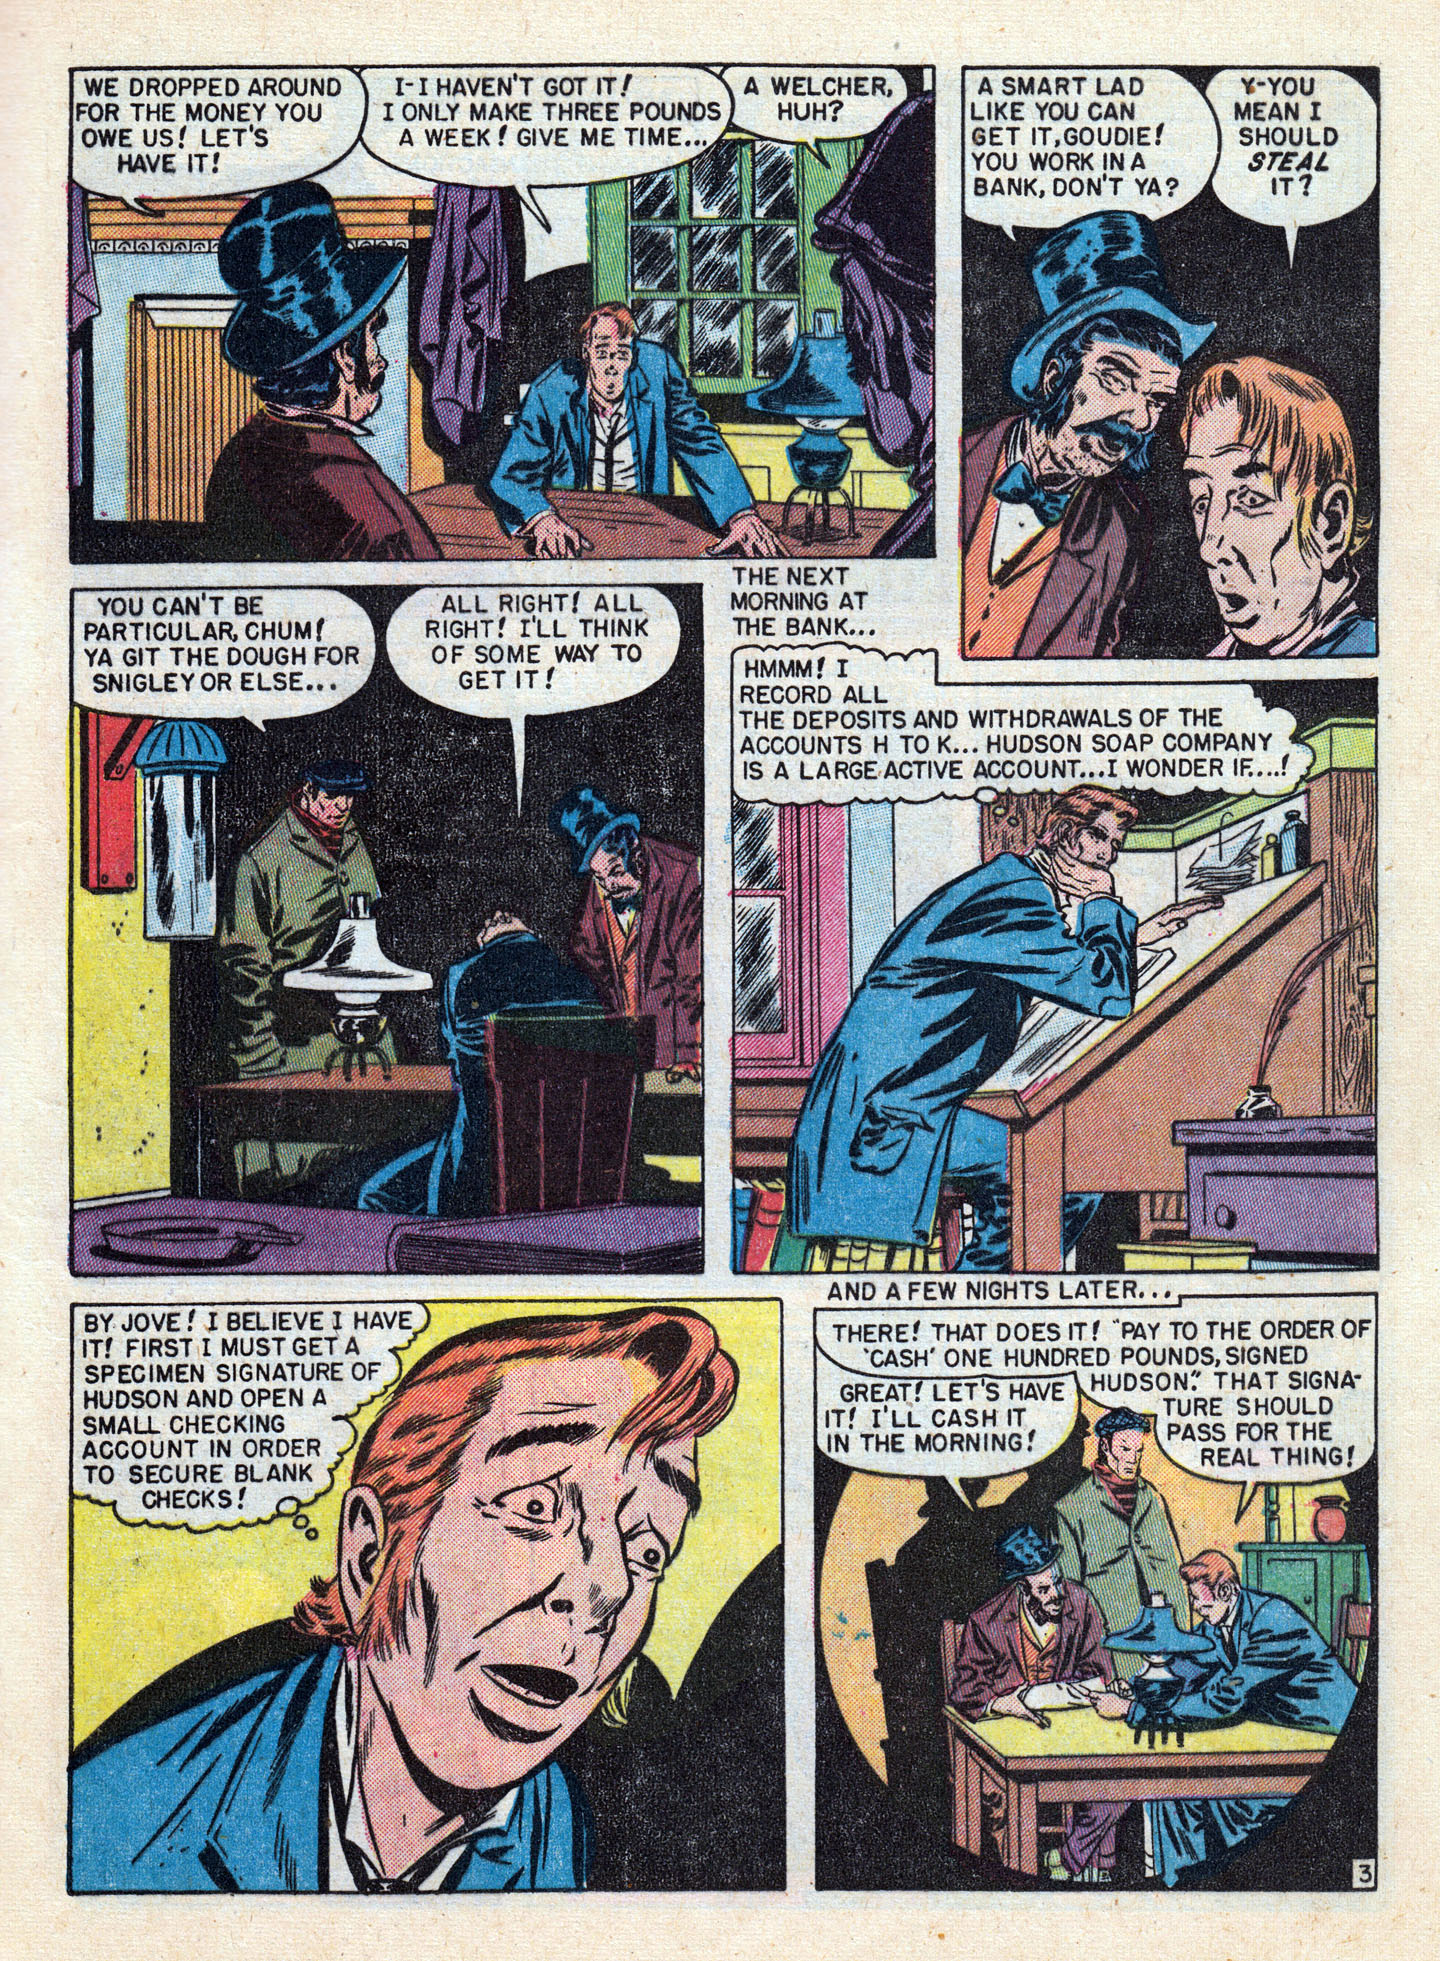 WE DROPPED AROUND
FOR THE MONEY YOU
OWE US! LET'S
HAVE IT!
I-I HAVEN'T GOT IT!
I ONLY MAKE THREE POUNDS
A WEEK! GIVE ME TIME...
A WELCHER,
HUH?
A SMART LAD
LIKE YOU CAN
GET IT, GOUDIE!
YOU WORK IN A
BANK, DON'T YA?
Y-YOU
MEAN I
SHOULD
STEAL
IT?
YOU CAN'T BE
PARTICULAR, CHUM!
YA GIT THE DOUGH FOR
SNIGLEY OR ELSE...
ALL RIGHT! ALL
RIGHT! I'LL THINK
OF SOME WAY TO
GET IT!
THE NEXT
MORNING AT
THE BANK...
HMMM! I
RECORD ALL
THE DEPOSITS AND WITHDRAWALS OF THE
ACCOUNTS H TO K... HUDSON SOAP COMPANY
IS A LARGE ACTIVE ACCOUNT...I WONDER IF....!
BY JOVE! I BELIEVE I HAVE
IT! FIRST I MUST GET A
SPECIMEN SIGNATURE OF
HUDSON AND OPEN A
SMALL CHECKING
ACCOUNT IN ORDER
TO SECURE BLANK
CHECKS!
AND A FEW NIGHTS LATER...
THERE! THAT DOES IT! "PAY TO THE ORDER OF
'CASH' ONE HUNDRED POUNDS, SIGNED
HUDSON." THAT SIGNA-
TURE SHOULD
PASS FOR THE
REAL THING!
GREAT! LET'S HAVE
IT! I'LL CASH IT
IN THE MORNING!
3